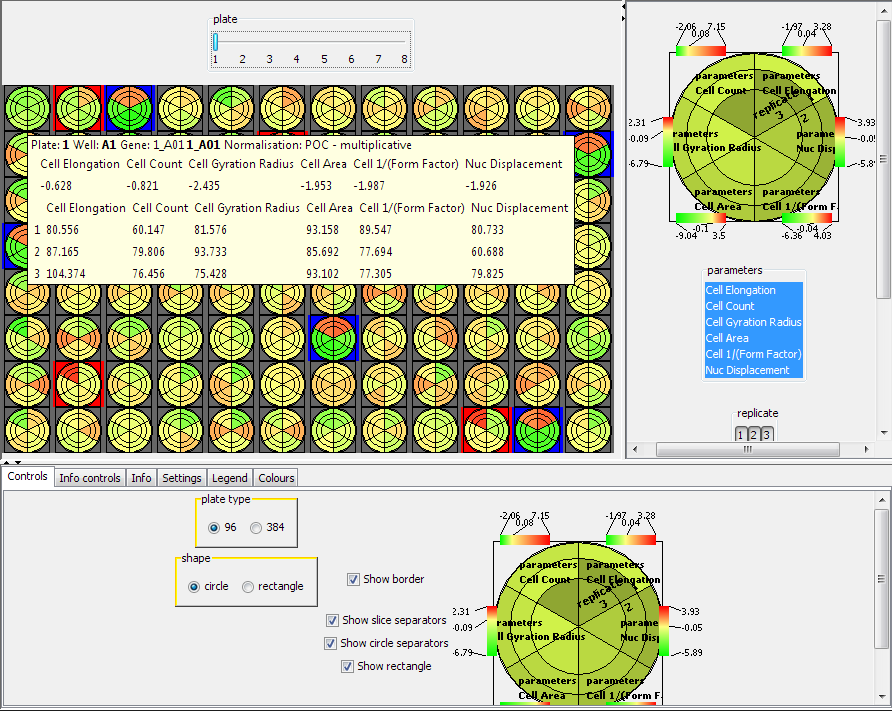 plate
1 2 3 4 5 6 7 8
Plate: 1 Well: A1 Gene: 1_A01 1_A01 Normalisation: POC - multiplicative
Cell Elongation Cell Count Cell Gyration Radius Cell Area Cell 1/(Form Factor) Nuc Displacement
-0.628 -0.821 -2.435 -1.953 -1.987 -1.926
Cell Elongation Cell Count Cell Gyration Radius Cell Area Cell 1/(Form Factor) Nuc Displacement
1 80.556 60.147 81.576 93.158 89.547 80.733
2 87.165 79.806 93.733 85.692 77.694 60.688
3 104.374 76.456 75.428 93.102 77.305 79.825
-2.06 7.15 -1.97 3.28
0.08 0.04
parameters parameters
Cell Count Cell Elongation
replicate 1
2
3
2.31 3.93
-0.09 rameters parame -0.05
ll Gyration Radius Nuc Disp
-6.79 -5.89
parameters parameters
Cell Area Cell 1/(Form F
-0.1 -0.04
-9.04 3.5 -6.36 4.03
parameters
Cell Elongation
Cell Count
Cell Gyration Radius
Cell Area
Cell 1/(Form Factor)
Nuc Displacement
replicate
1 2 3
Controls Info controls Info Settings Legend Colours
plate type
96 384
shape
circle rectangle
Show border
Show slice separators
Show circle separators
Show rectangle
-2.06 7.15 -1.97 3.28
0.08 0.04
parameters parameters
Cell Count Cell Elongation
replicate 1
2
3
2.31 3.93
-0.09 rameters parame -0.05
ll Gyration Radius Nuc Disp
-6.79 -5.89
parameters parameters
Cell Area Cell 1/(Form F